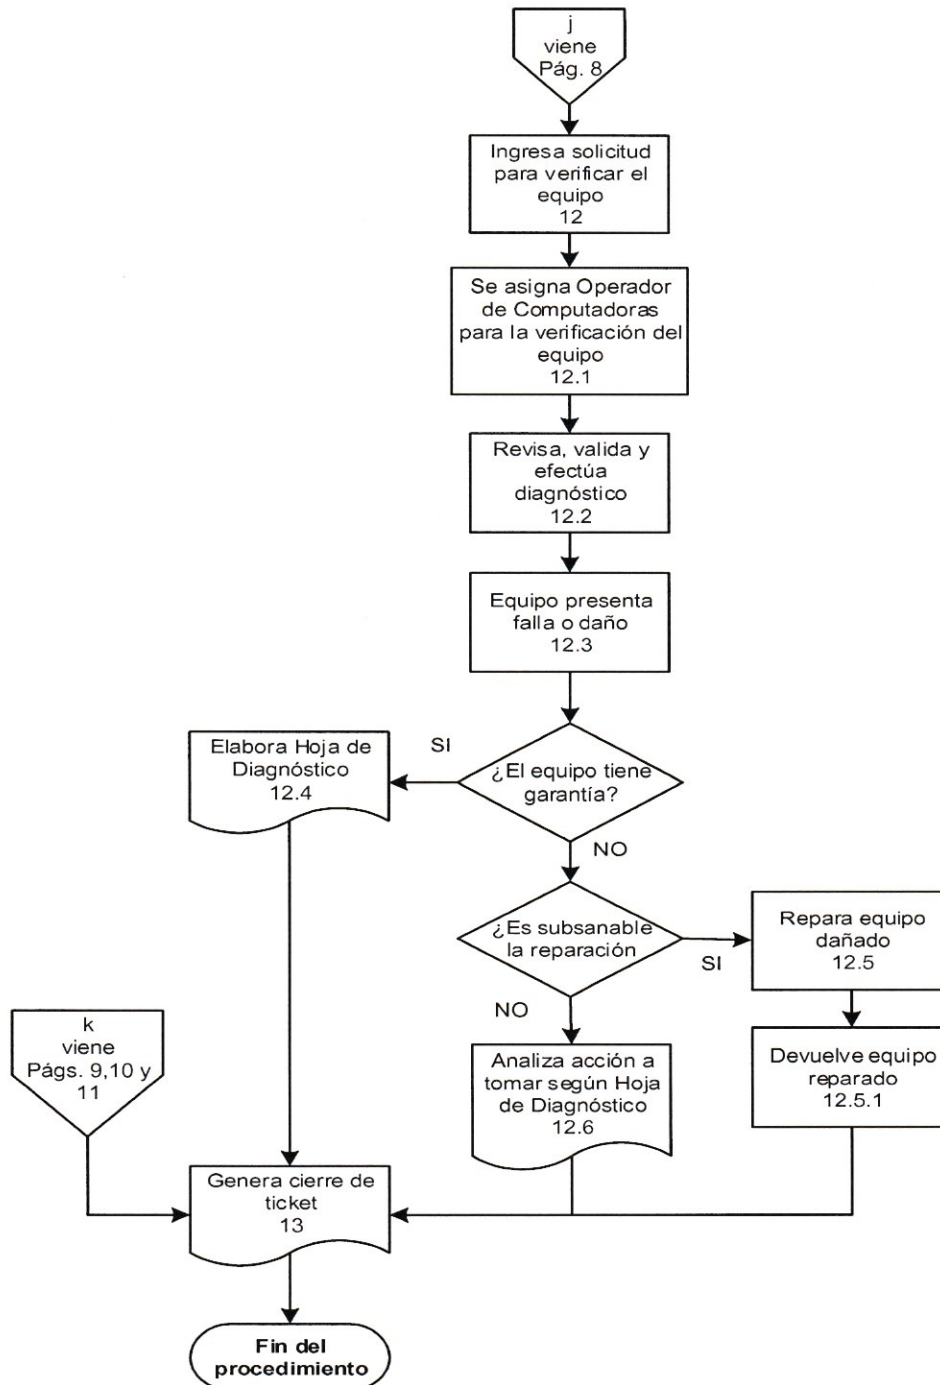 j
viene
Pág. 8
Ingresa solicitud
para verificar el
equipo
12
Se asigna Operador
de Computadoras
para la verificación del
equipo
12.1
Revisa, valida y
efectúa
diagnóstico
12.2
Equipo presenta
falla o daño
12.3
¿El equipo tiene
garantía?
SI
Elabora Hoja de
Diagnóstico
12.4
NO
¿Es subsanable
la reparación
SI
Repara equipo
dañado
12.5
Devuelve equipo
reparado
12.5.1
NO
Analiza acción a
tomar según Hoja
de Diagnóstico
12.6
k
viene
Págs. 9,10 y
11
Genera cierre de
ticket
13
Fin del
procedimiento